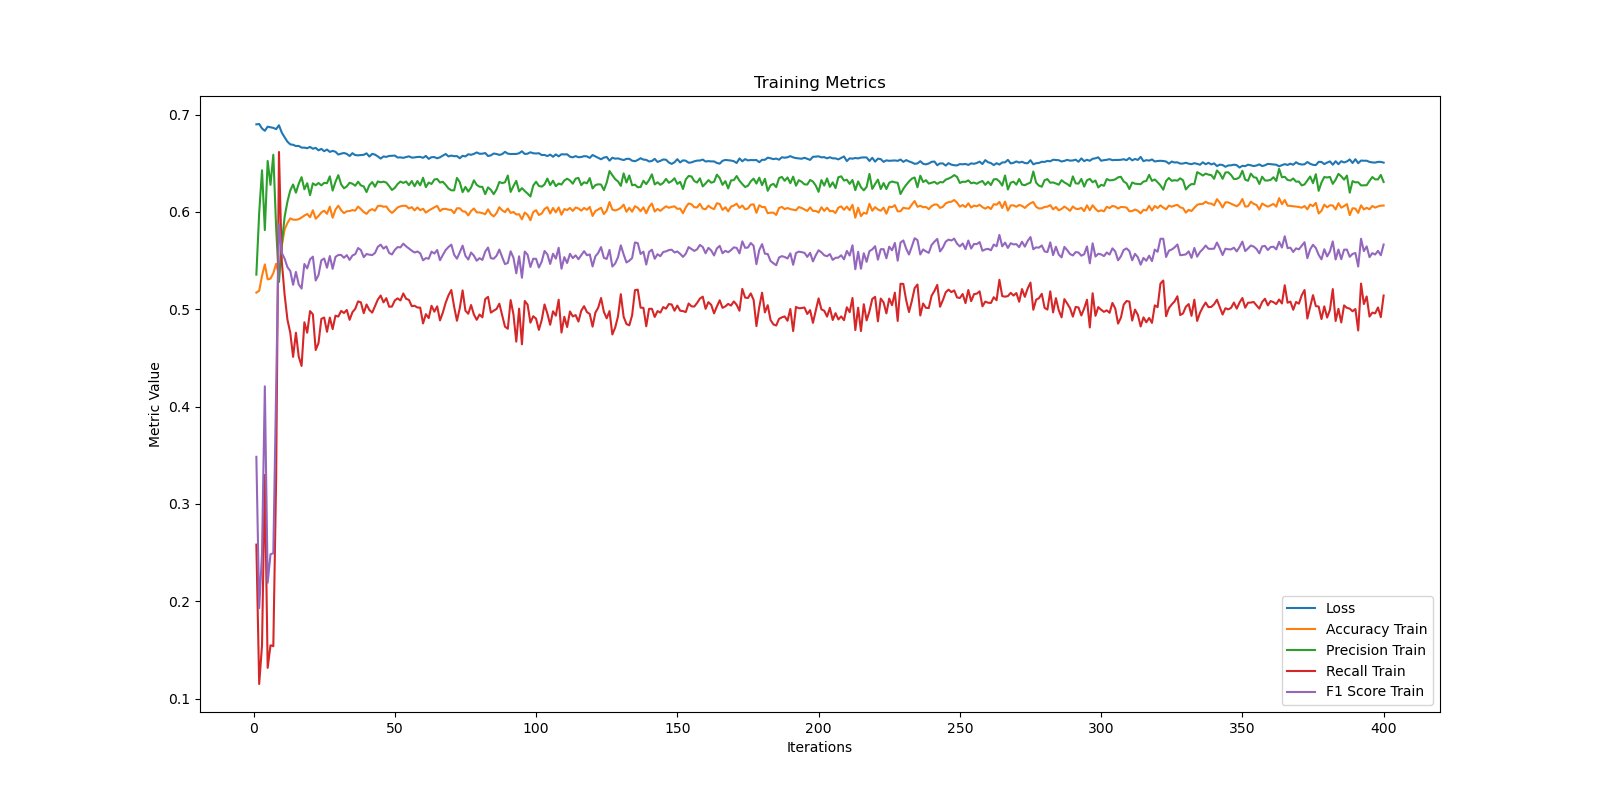 Training Metrics
0.7
0.6
0.5
0.4
0.3
0.2
0.1
Metric Value
0 50 100 150 200 250 300 350 400
Iterations
Loss
Accuracy Train
Precision Train
Recall Train
F1 Score Train